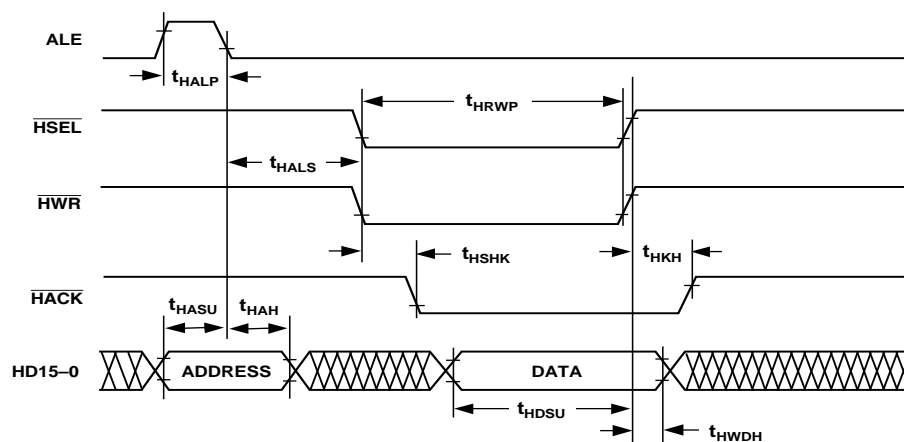 ALE
tHALP
tHRWP
HSEL
tHALS
HWR
tHSHK
tHKH
HACK
tHASU
tHAH
HD15–0
ADDRESS
DATA
tHDSU
tHWDH